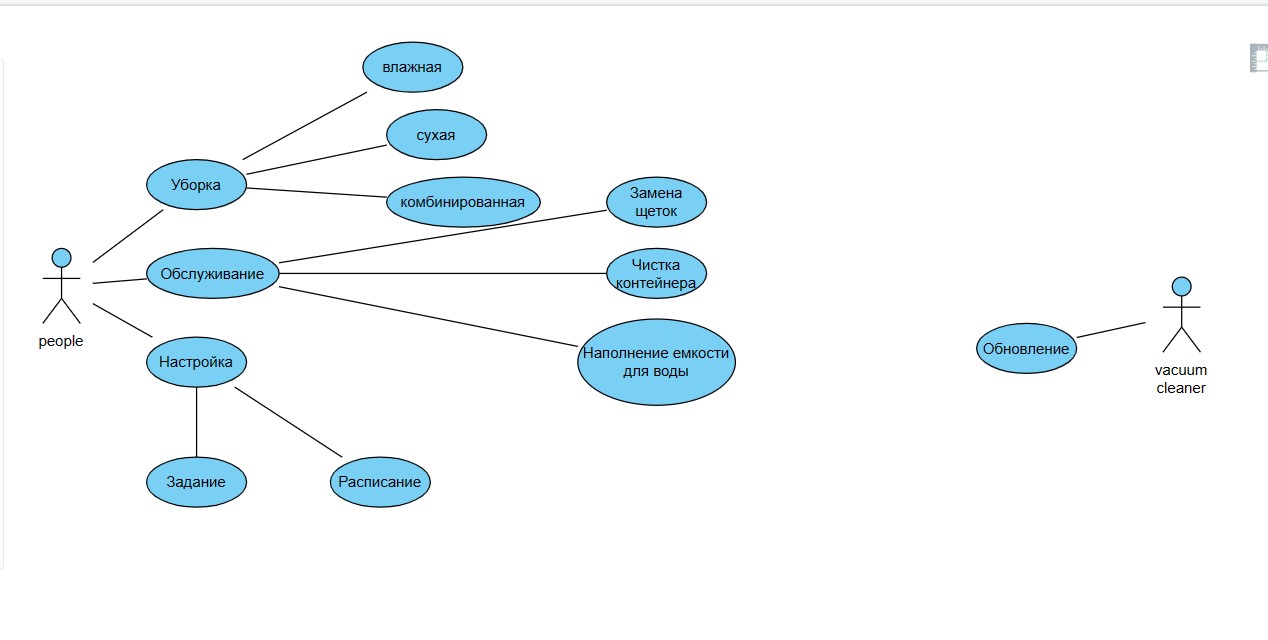 влажная
сухая
Уборка
комбинированная
Замена
щеток
Обслуживание
Чистка
контейнера
people
Настройка
Наполнение емкости
для воды
Обновление
vacuum
cleaner
Задание
Расписание